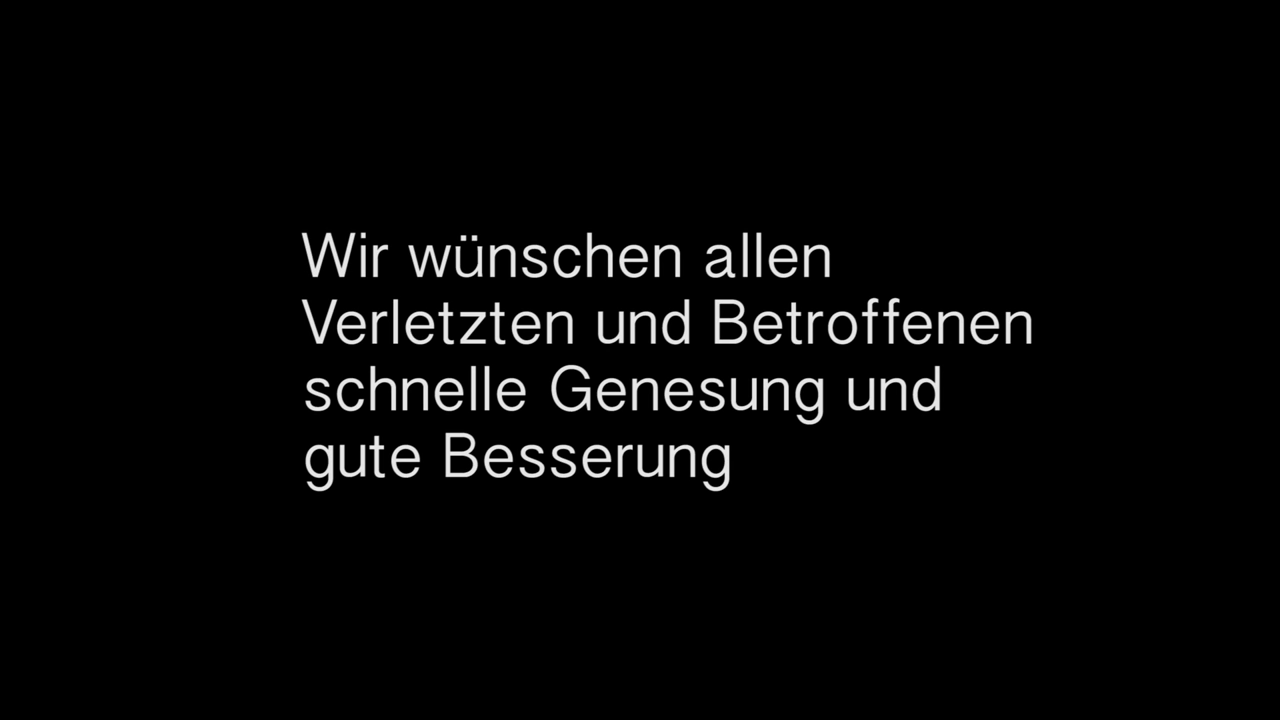 Wir wünschen allen
Verletzten und Betroffenen
schnelle Genesung und
gute Besserung